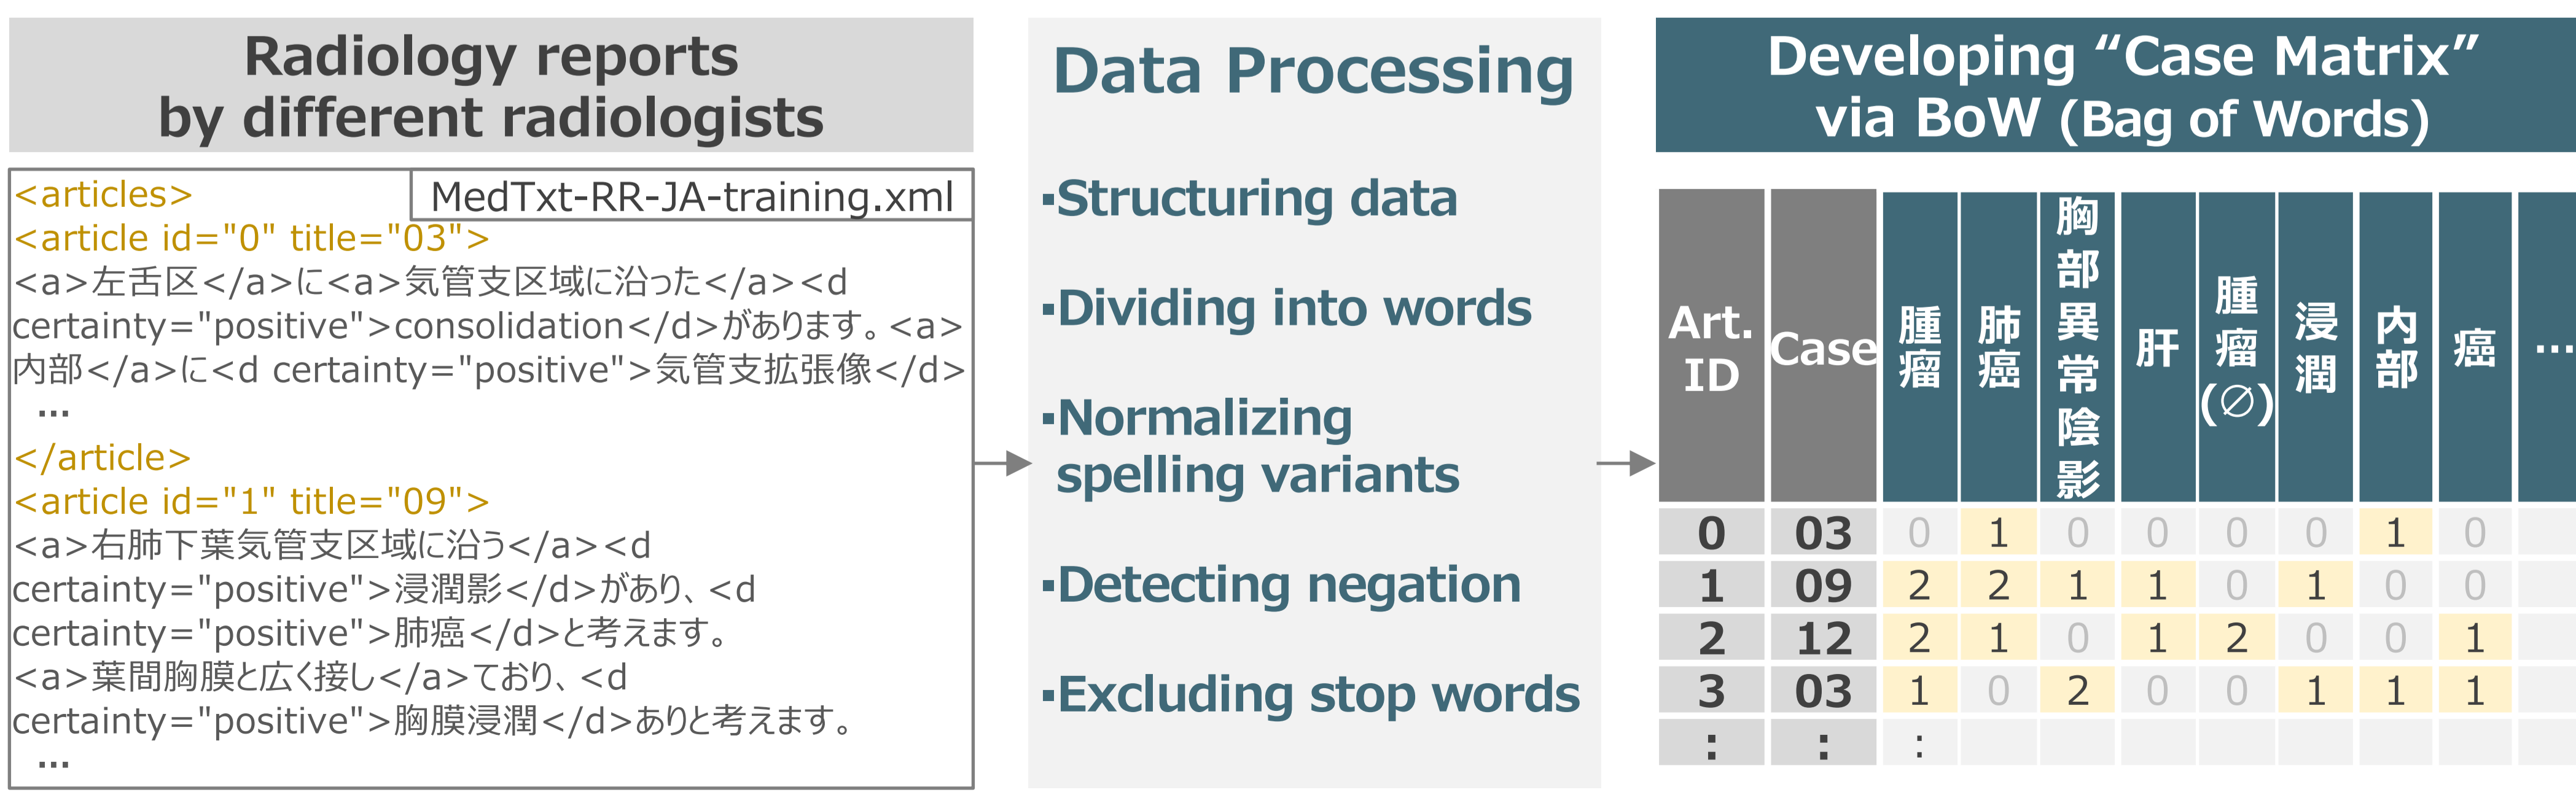 Radiology reports
by different radiologists
MedTxt-RR-JA-training.xml
<articles>
<article id="0" title="03">
<a>左舌区</a>に<a>気管支区域に沿った</a><d
certainty="positive">consolidation</d>があります。<a>
内部</a>に<d certainty="positive">気管支拡張像</d>
...
</article>
<article id="1" title="09">
<a>右肺下葉気管支区域に沿う</a><d
certainty="positive">浸潤影</d>があり、<d
certainty="positive">肺癌</d>と考えます。
<a>葉間胸膜と広く接し</a>ており、<d
certainty="positive">胸膜浸潤</d>ありと考えます。
...
Data Processing
▪Structuring data
▪Dividing into words
▪Normalizing
spelling variants
▪Detecting negation
▪Excluding stop words
Developing “Case Matrix”
via BoW (Bag of Words)
Art. ID Case 腫瘤 肺癌 胸部異常陰影 肝 腫瘤(∅) 浸潤 内部 癌 ...
0 03 0 1 0 0 0 0 1 0
1 09 2 2 1 1 0 1 0 0
2 12 2 1 0 1 2 0 0 1
3 03 1 0 2 0 0 1 1 1
: : :